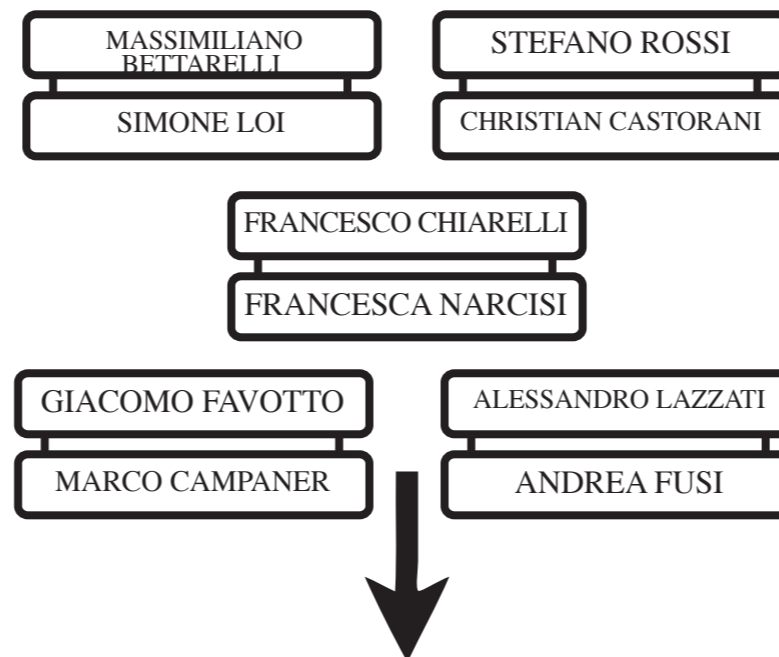 MASSIMILIANO
BETTARELLI
SIMONE LOI
STEFANO ROSSI
CHRISTIAN CASTORANI
FRANCESCO CHIARELLI
FRANCESCA NARCISI
GIACOMO FAVOTTO
MARCO CAMPANER
ALESSANDRO LAZZATI
ANDREA FUSI